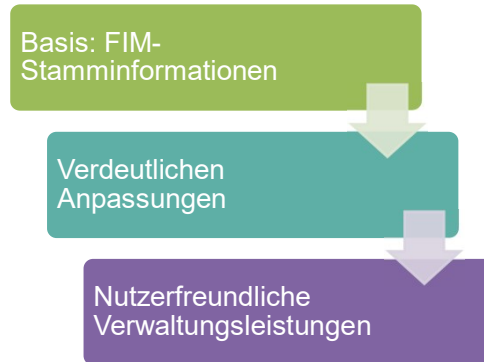 Basis: FIM-
Stamminformationen
Verdeutlichen
Anpassungen
Nutzerfreundliche
Verwaltungsleistungen